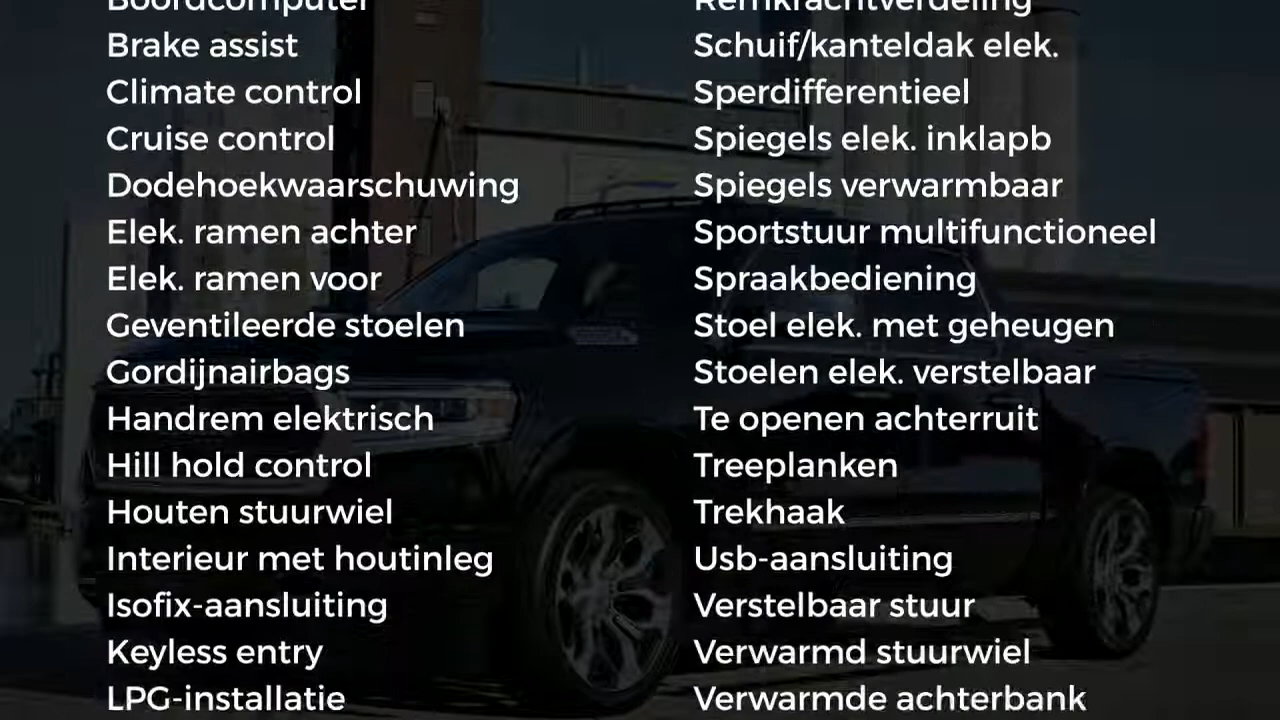 Boordcomputer
Brake assist
Climate control
Cruise control
Dodehoekwaarschuwing
Elek. ramen achter
Elek. ramen voor
Geventileerde stoelen
Gordijnairbags
Handrem elektrisch
Hill hold control
Houten stuurwiel
Interieur met houtinleg
Isofix-aansluiting
Keyless entry
LPG-installatie
Remkrachtverdeling
Schuif/kanteldak elek.
Sperdifferentieel
Spiegels elek. inklapb
Spiegels verwarmbaar
Sportstuur multifunctioneel
Spraakbediening
Stoel elek. met geheugen
Stoelen elek. verstelbaar
Te openen achterruit
Treeplanken
Trekhaak
Usb-aansluiting
Verstelbaar stuur
Verwarmd stuurwiel
Verwarmde achterbank